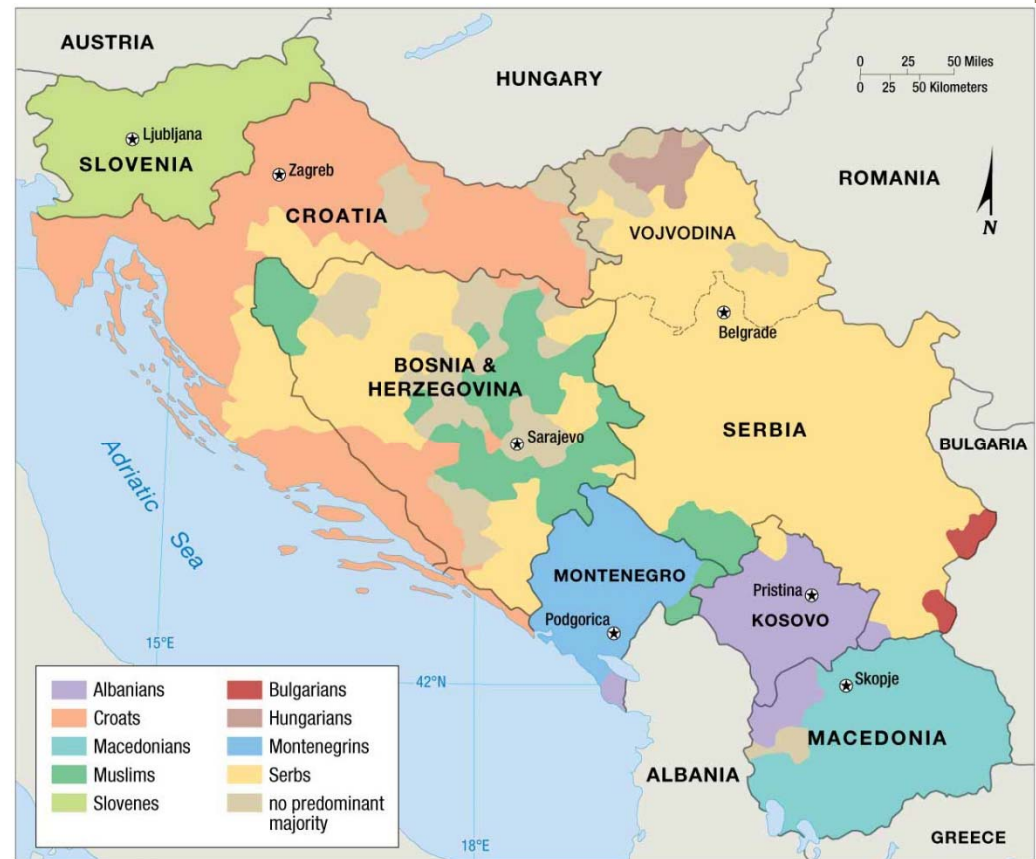 AUSTRIA
HUNGARY
0 25 50 Miles
0 25 50 Kilometers
Ljubljana
SLOVENIA
Zagreb
CROATIA
ROMANIA
N
VOJVODINA
Belgrade
BOSNIA &
HERZEGOVINA
Sarajevo
SERBIA
BULGARIA
Adriatic Sea
MONTENEGRO
Pristina
KOSOVO
Podgorica
15°E
42°N
Skopje
MACEDONIA
ALBANIA
18°E
GREECE
Albanians
Croats
Macedonians
Muslims
Slovenes
Bulgarians
Hungarians
Montenegrins
Serbs
no predominant
majority